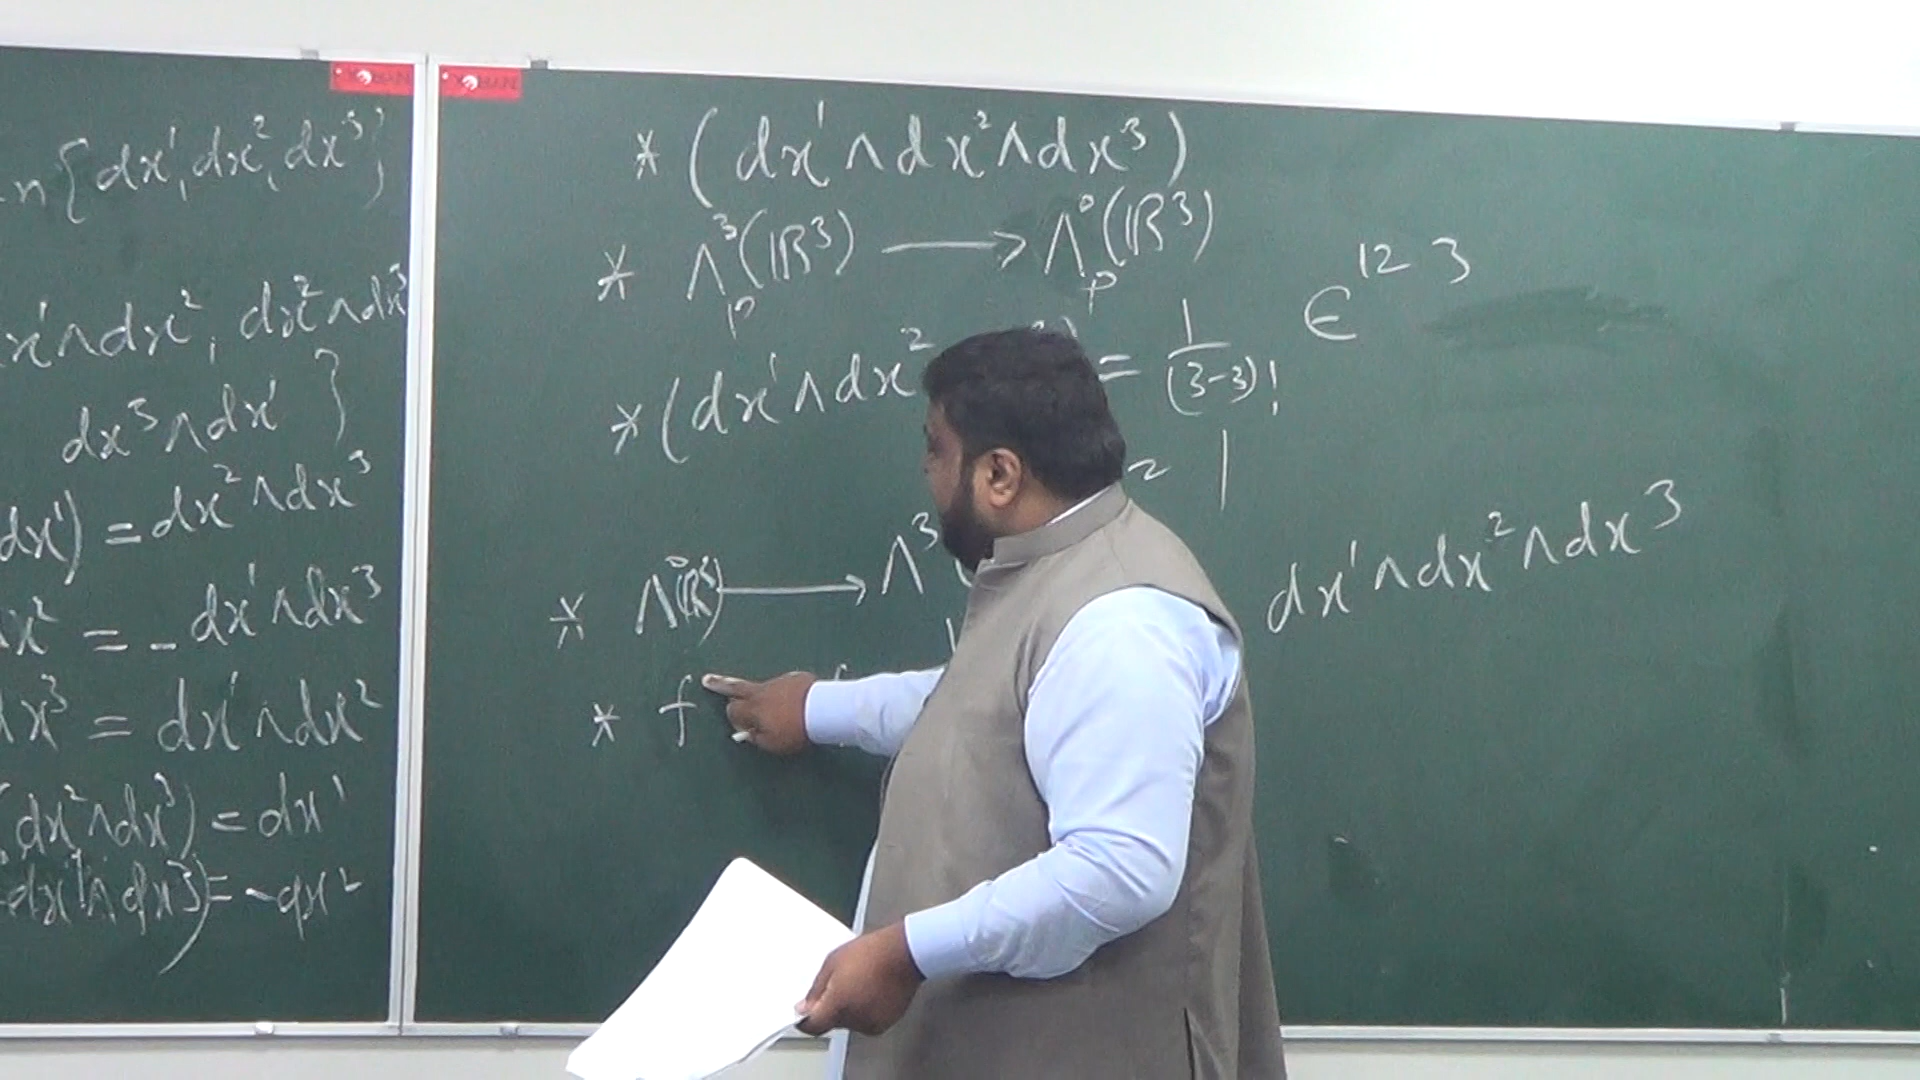 n{dx¹, dx², dx³}
x¹∧dx², dx²∧dx³
dx³∧dx¹ }
dx¹) = dx²∧dx³
x² = -dx¹∧dx³
dx³ = dx¹∧dx²
(dx²∧dx³) = dx¹
dx¹∧dx³) = -dx²
*(dx¹∧dx²∧dx³)
* Λ³ₚ(ℝ³) ⟶ Λ⁰ₚ(ℝ³)
*(dx¹∧dx² = 1/(3-3)! ∈¹²³
= 1
* Λ⁰(ℝ³) ⟶ Λ³
* f
dx¹∧dx²∧dx³